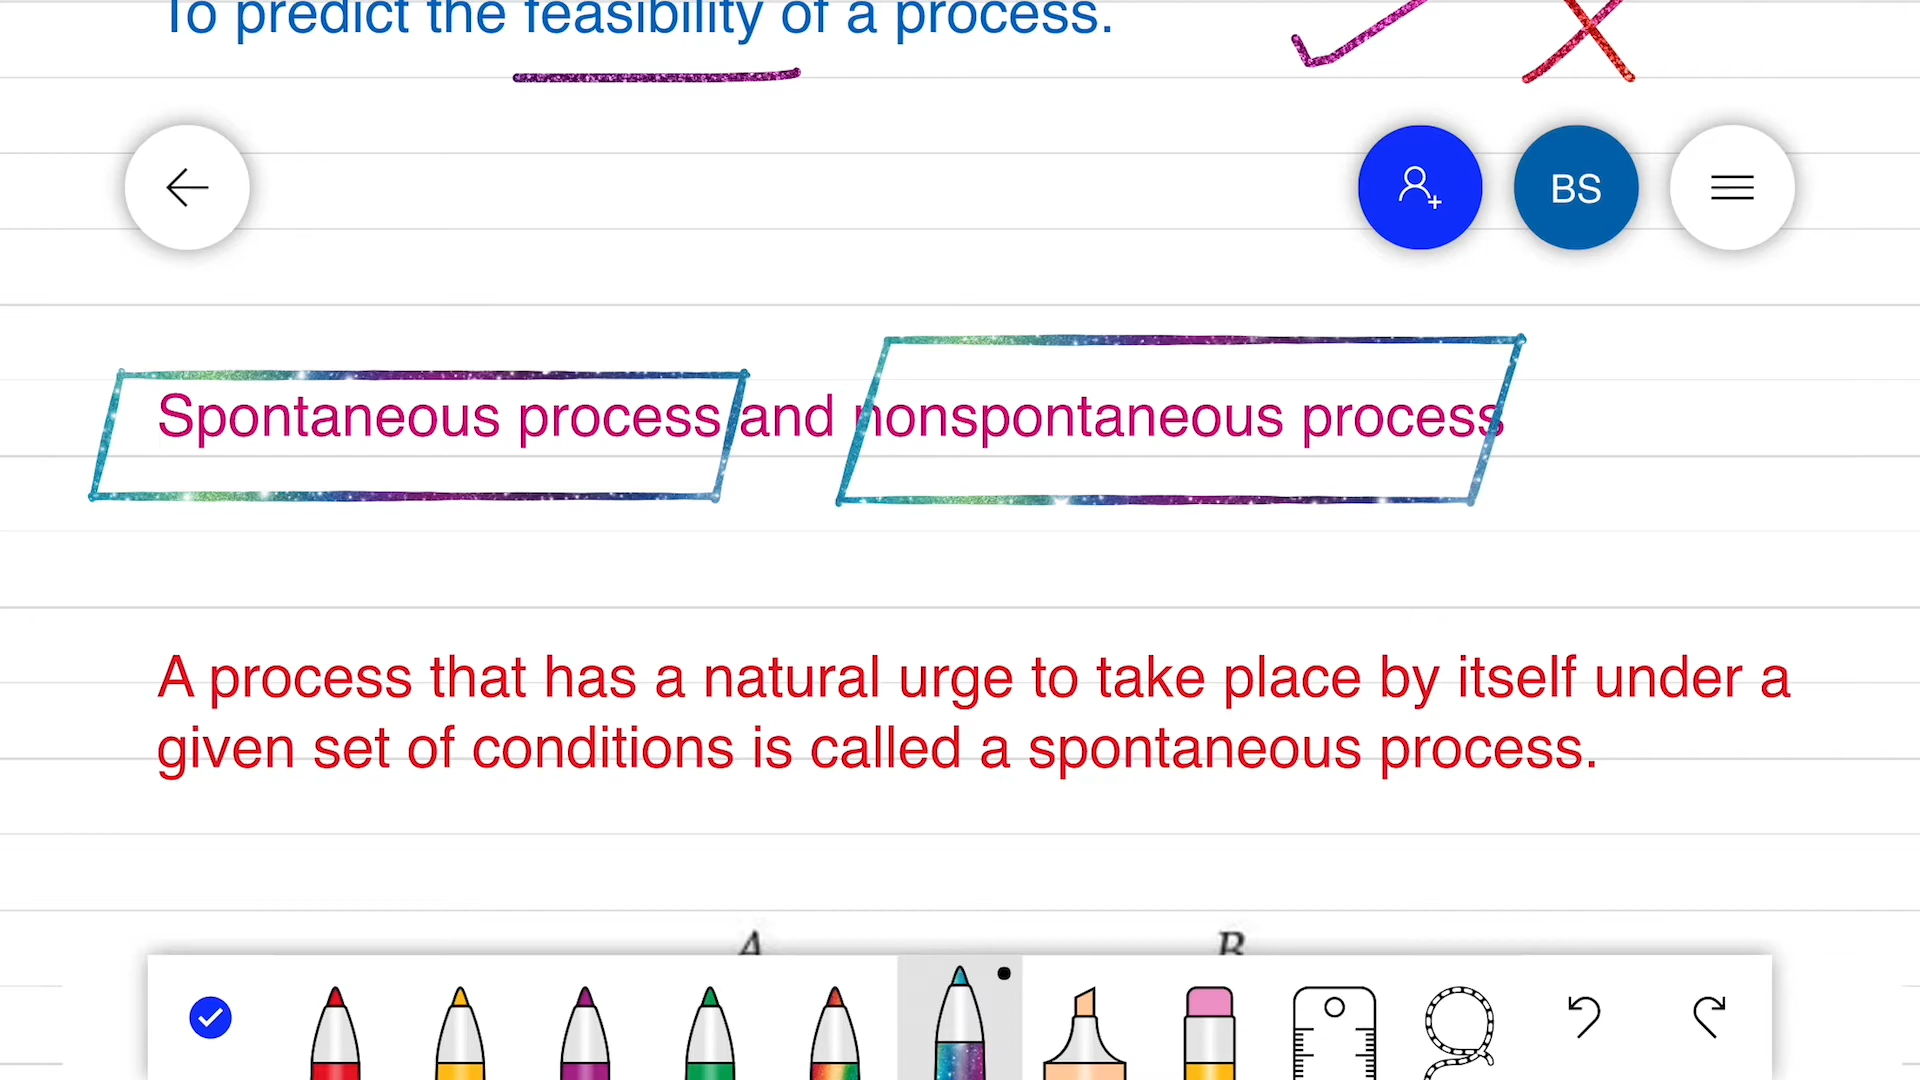 To predict the feasibility of a process.
BS
Spontaneous process and nonspontaneous process
A process that has a natural urge to take place by itself under a
given set of conditions is called a spontaneous process.
A B